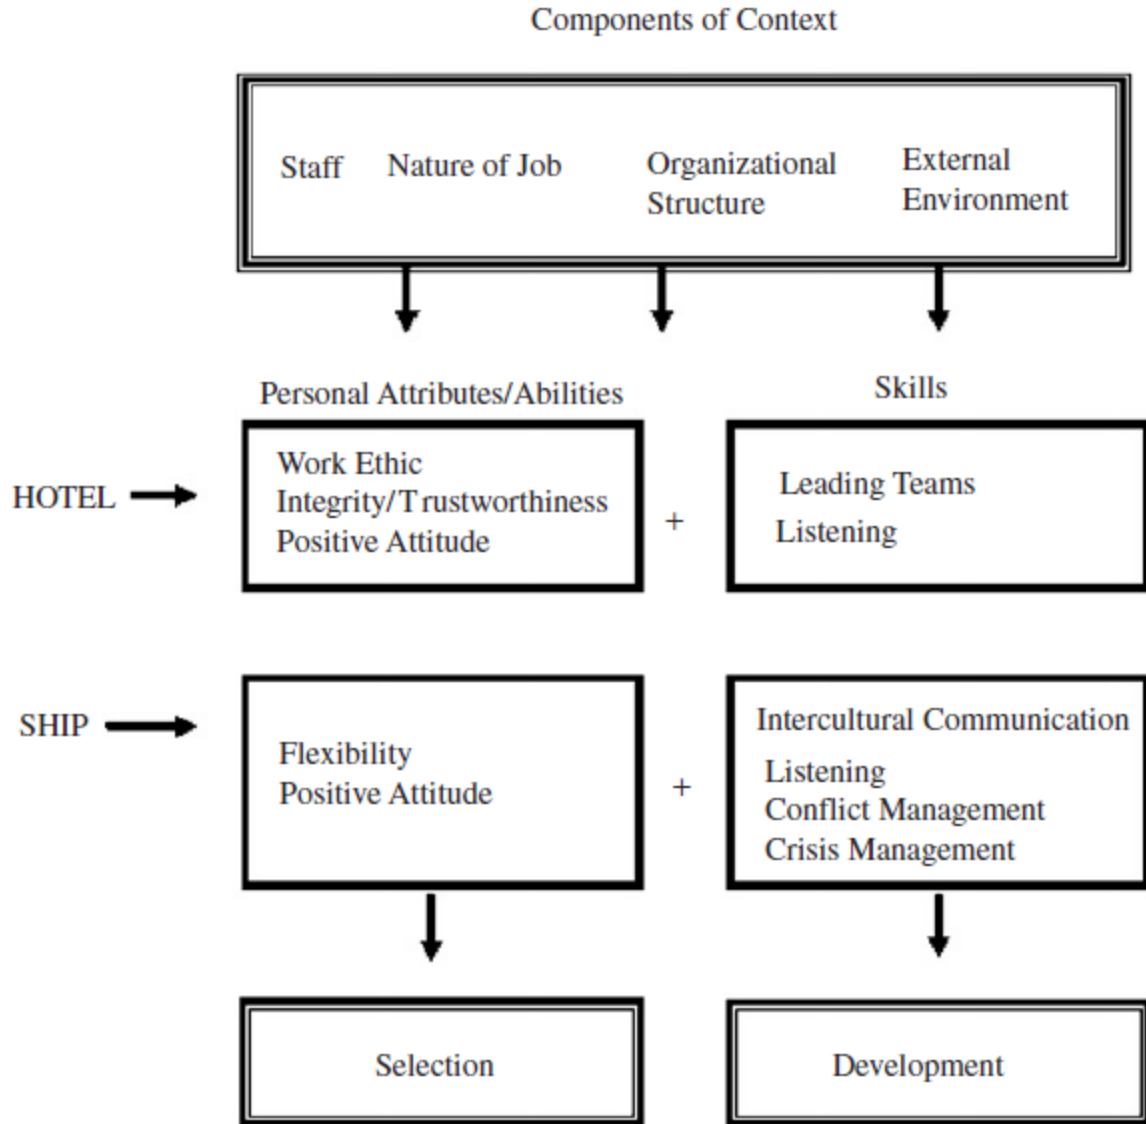 Components of Context
Staff
Nature of Job
Organizational
Structure
External
Environment
Personal Attributes/Abilities
Skills
HOTEL
Work Ethic
Integrity/Trustworthiness
Positive Attitude
+
Leading Teams
Listening
SHIP
Flexibility
Positive Attitude
+
Intercultural Communication
Listening
Conflict Management
Crisis Management
Selection
Development